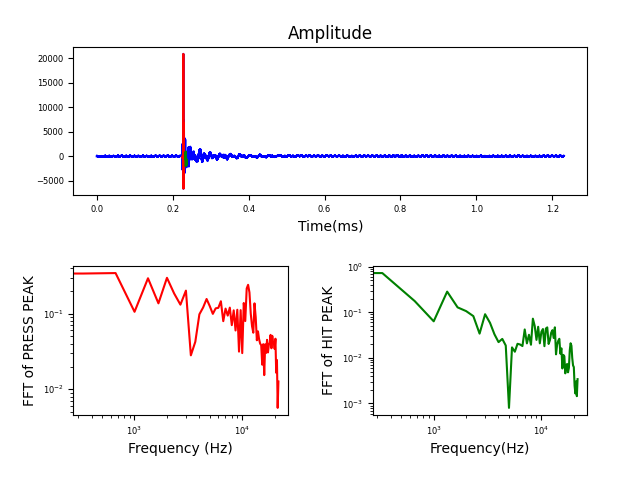 Amplitude
20000
15000
10000
5000
0
−5000
0.0 0.2 0.4 0.6 0.8 1.0 1.2
Time(ms)
FFT of PRESS PEAK
10⁻¹
10⁻²
10³ 10⁴
Frequency (Hz)
FFT of HIT PEAK
10⁰
10⁻¹
10⁻²
10⁻³
10³ 10⁴
Frequency(Hz)